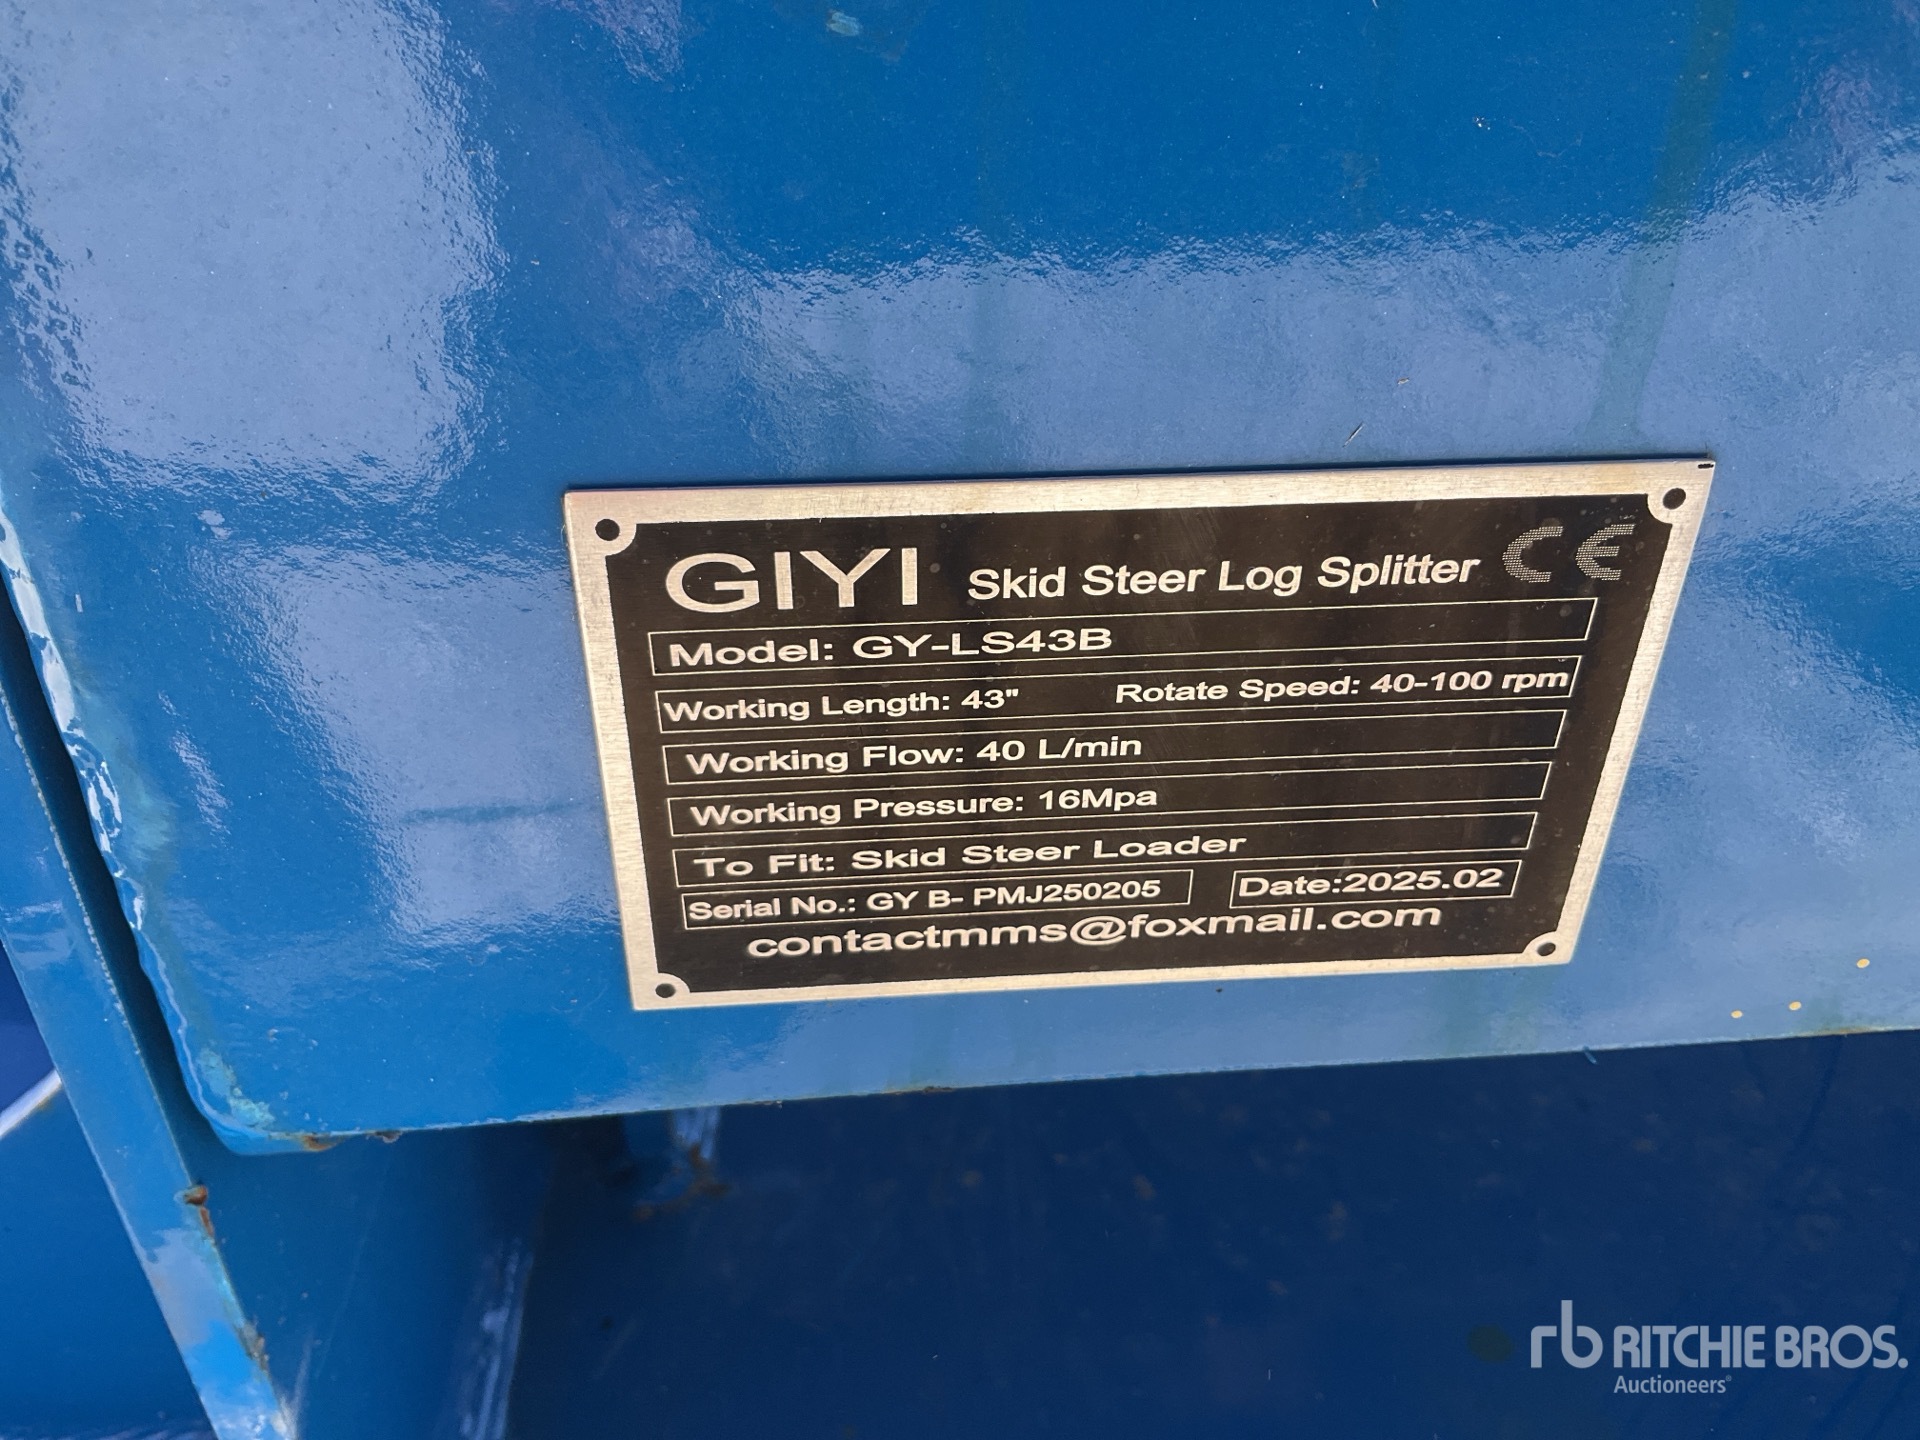 GIYI Skid Steer Log Splitter CE
Model: GY-LS43B
Working Length: 43" Rotate Speed: 40-100 rpm
Working Flow: 40 L/min
Working Pressure: 16Mpa
To Fit: Skid Steer Loader
Serial No.: GY B- PMJ250205 Date:2025.02
contactmms@foxmail.com
rb RITCHIE BROS.
Auctioneers®